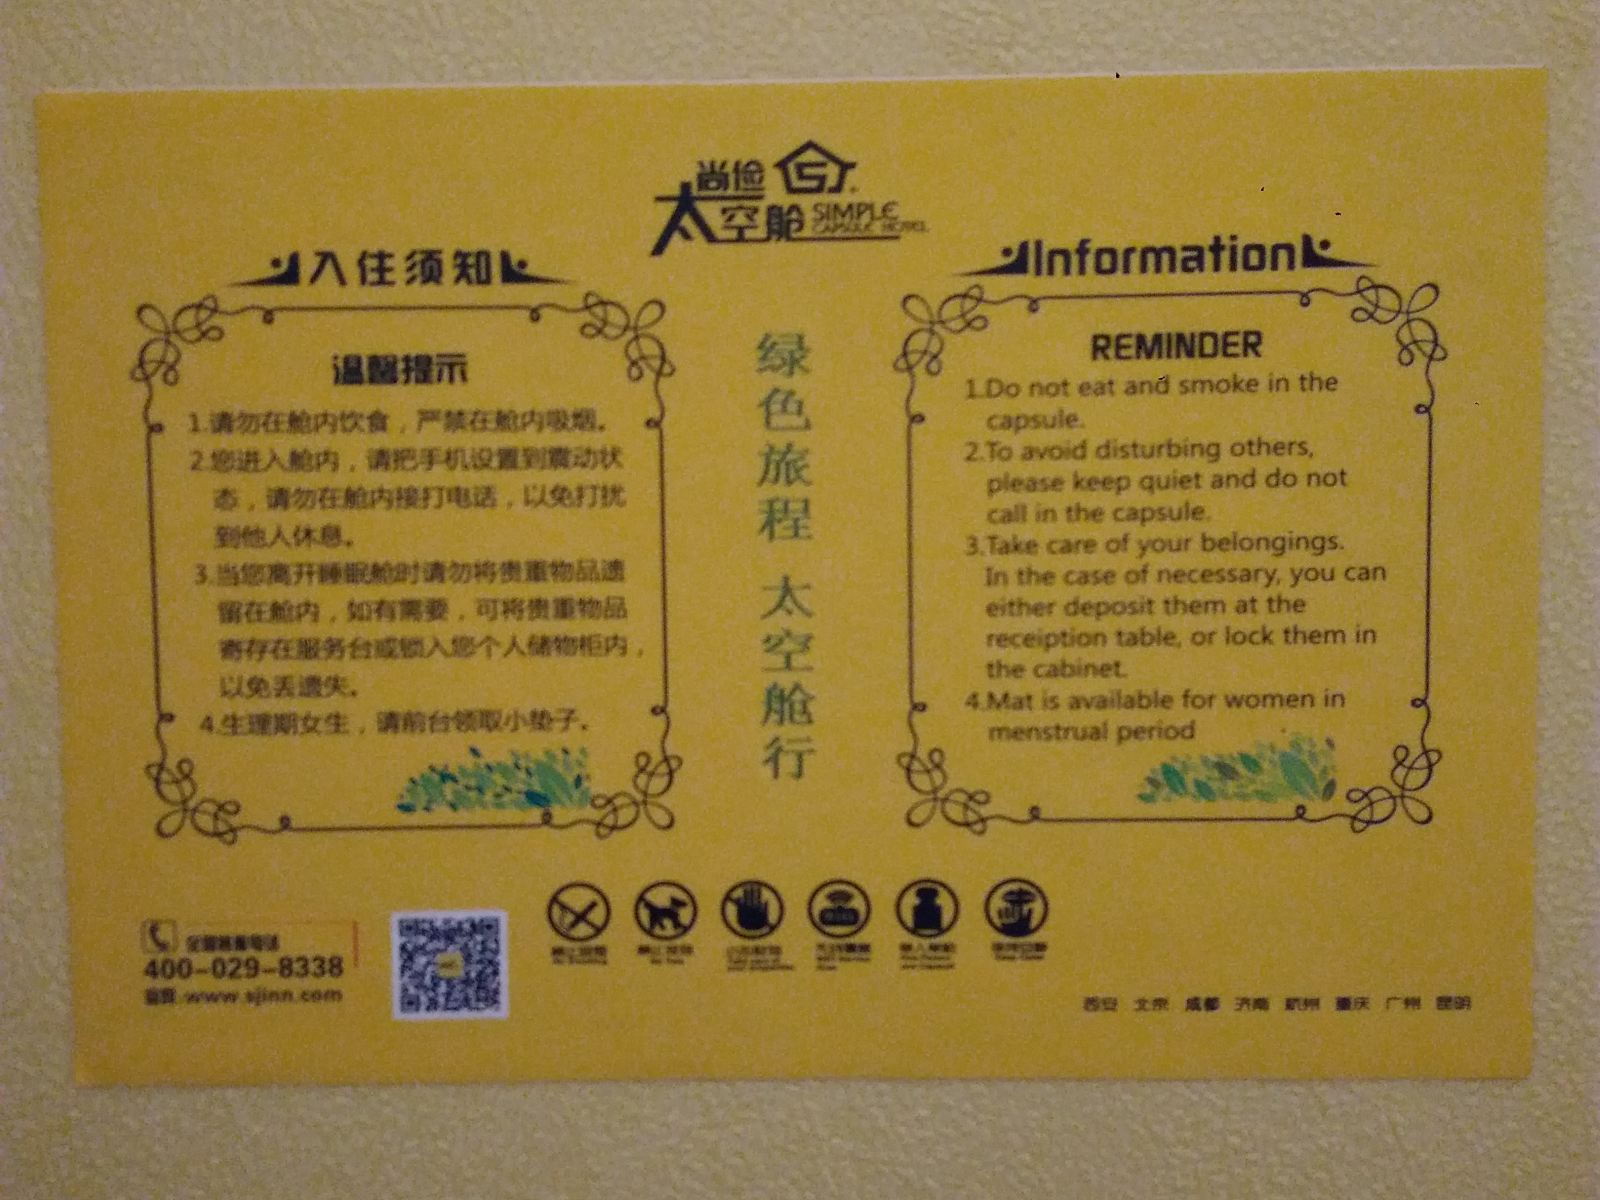 尚俭
太空舱
SIMPLE
CAPSULE HOTEL
入住须知
温馨提示
1.请勿在舱内饮食，严禁在舱内吸烟。
2.您进入舱内，请把手机设置到震动状
态，请勿在舱内接打电话，以免打扰
到他人休息。
3.当您离开睡眠舱时请勿将贵重物品遗
留在舱内，如有需要，可将贵重物品
寄存在服务台或锁入您个人储物柜内，
以免丢遗失。
4.生理期女生，请前台领取小垫子。
绿色旅程 太空舱行
Information
REMINDER
1.Do not eat and smoke in the
capsule.
2.To avoid disturbing others,
please keep quiet and do not
call in the capsule.
3.Take care of your belongings.
In the case of necessary, you can
either deposit them at the
receiption table, or lock them in
the cabinet.
4.Mat is available for women in
menstrual period
400-029-8338
www.sjinn.com
西安 北京 成都 济南 杭州 重庆 广州 昆明